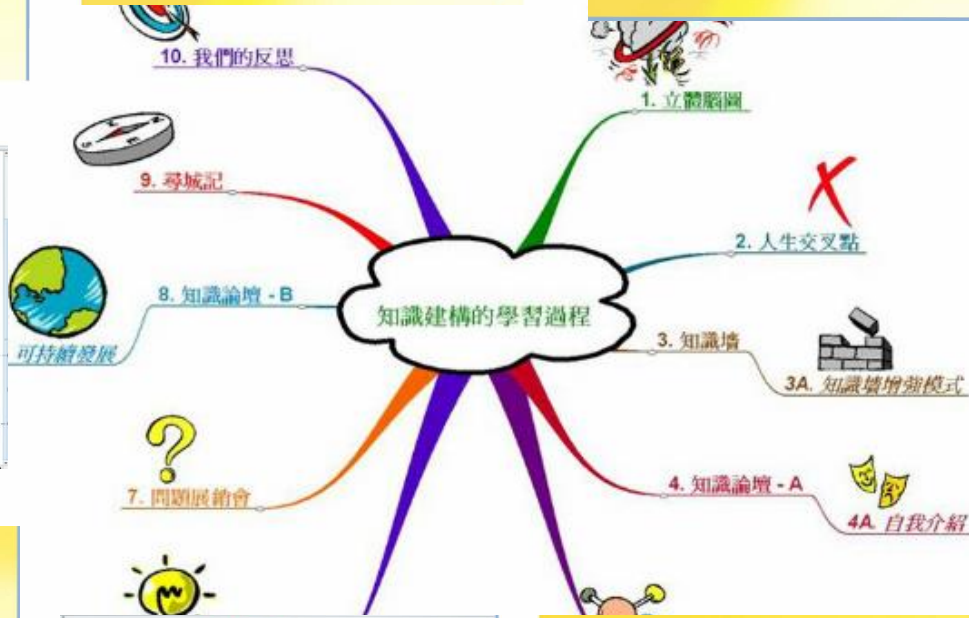 知識建構的學習過程
1. 立體腦圖
2. 人生交叉點
3. 知識墻
3A. 知識墻增強模式
4. 知識論壇 - A
4A. 自我介紹
7. 問題展銷會
8. 知識論壇 - B
可持續發展
9. 尋城記
10. 我們的反思